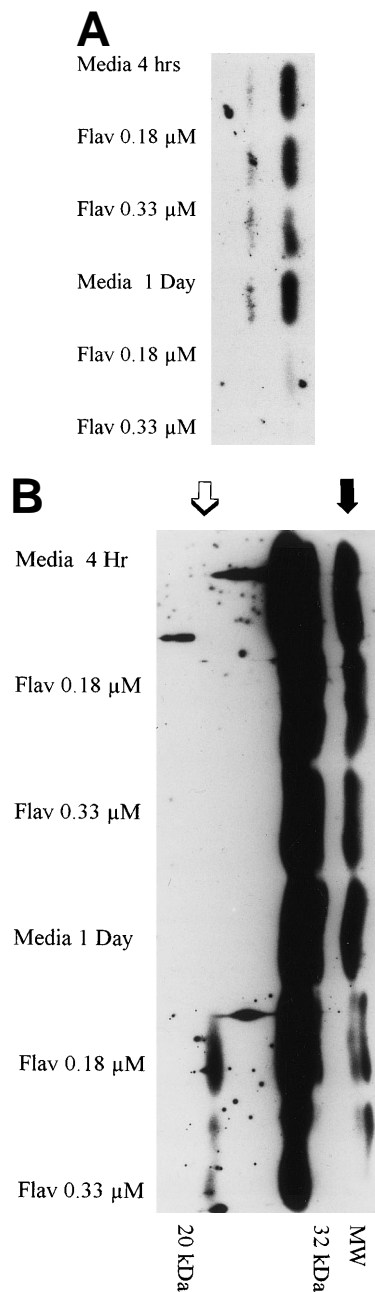 A
Media 4 hrs
Flav 0.18 µM
Flav 0.33 µM
Media 1 Day
Flav 0.18 µM
Flav 0.33 µM
B
Media 4 Hr
Flav 0.18 µM
Flav 0.33 µM
Media 1 Day
Flav 0.18 µM
Flav 0.33 µM
20 kDa
32 kDa
MW